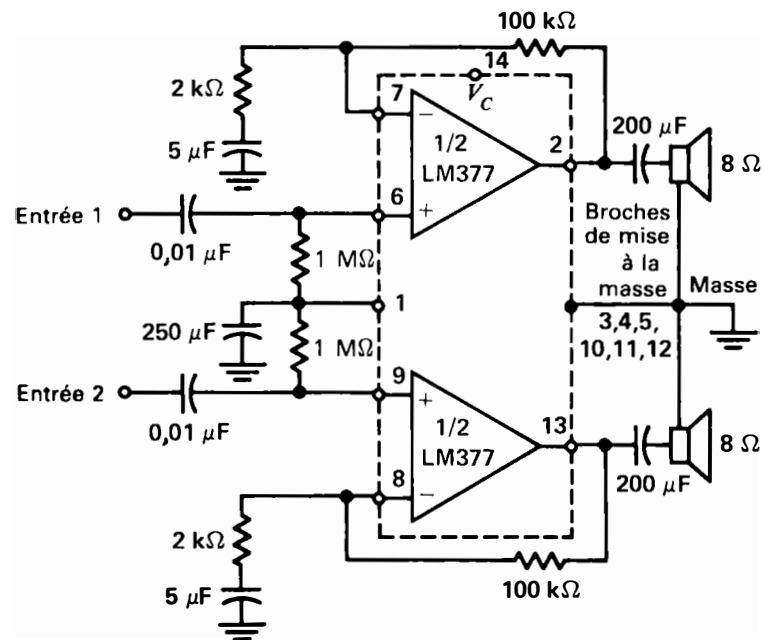 100 kΩ
14
V_C
2 kΩ
7
−
5 μF
1/2
LM377
2
200 μF
8 Ω
Entrée 1
6
+
0,01 μF
1 MΩ
Broches
de mise
à la
masse
3,4,5,
10,11,12
Masse
1
250 μF
1 MΩ
Entrée 2
9
+
0,01 μF
1/2
LM377
13
8
−
200 μF
8 Ω
2 kΩ
5 μF
100 kΩ